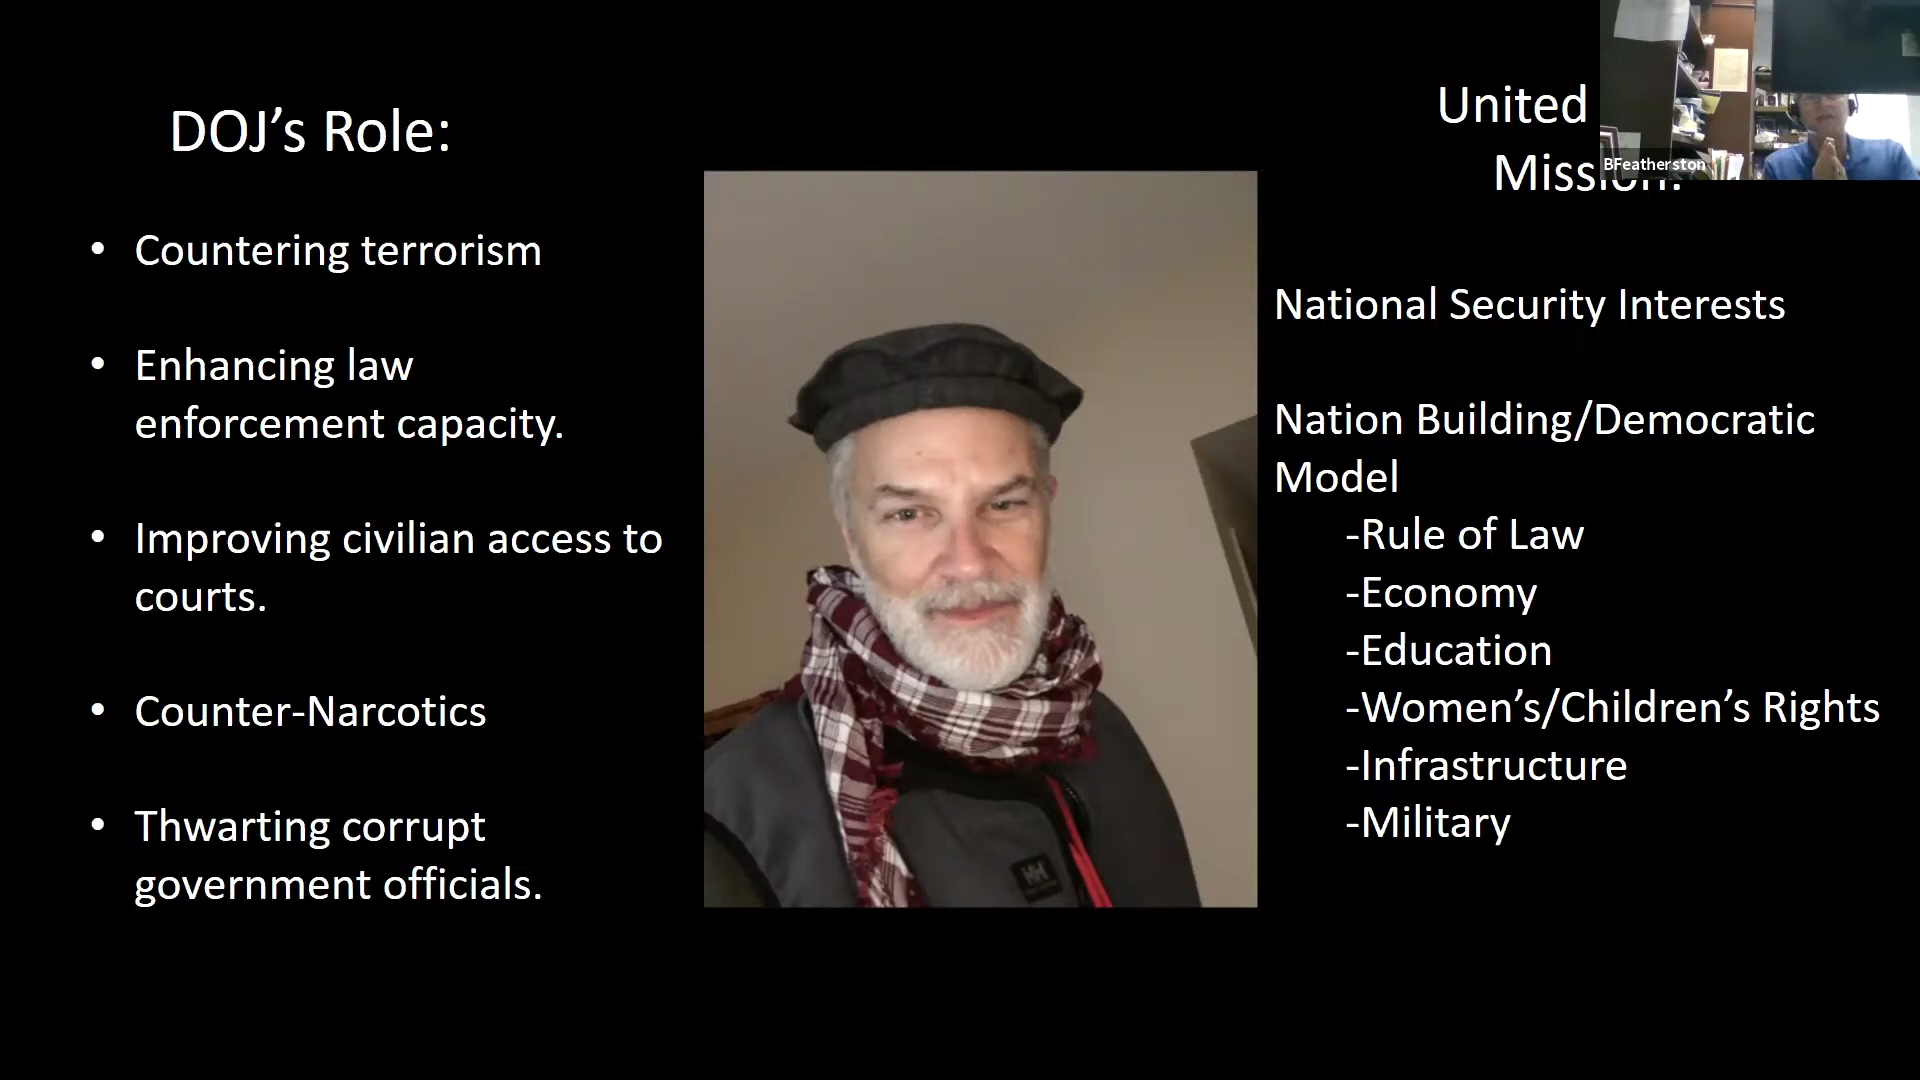 DOJ's Role:
• Countering terrorism
• Enhancing law
enforcement capacity.
• Improving civilian access to
courts.
• Counter-Narcotics
• Thwarting corrupt
government officials.
HH
United
Mission:
National Security Interests
Nation Building/Democratic
Model
-Rule of Law
-Economy
-Education
-Women's/Children's Rights
-Infrastructure
-Military
BFeatherston